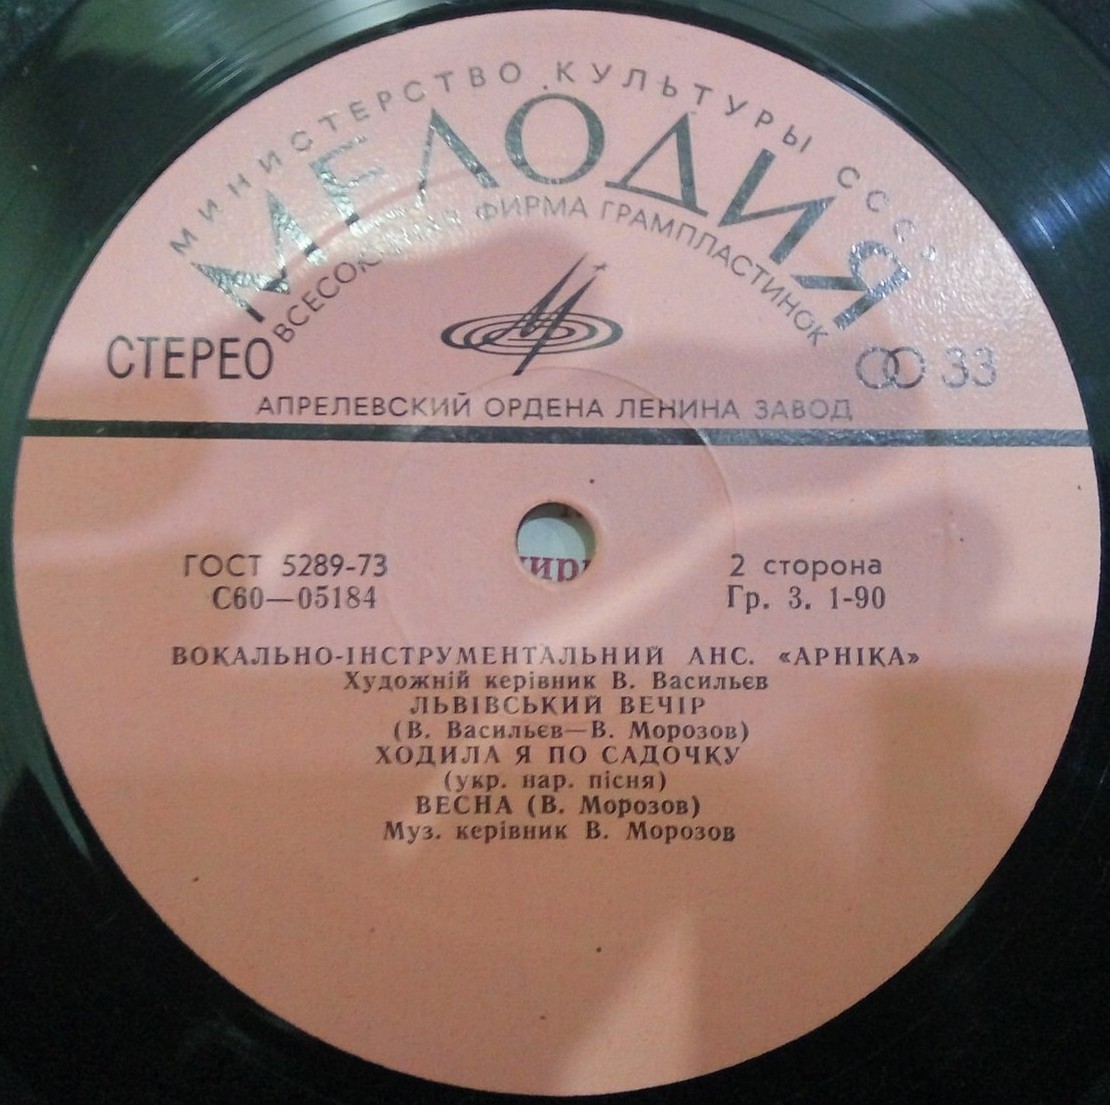 МИНИСТЕРСТВО КУЛЬТУРЫ СССР
МЕЛОДИЯ
ВСЕСОЮЗНАЯ ФИРМА ГРАМПЛАСТИНОК
СТЕРЕО
33
АПРЕЛЕВСКИЙ ОРДЕНА ЛЕНИНА ЗАВОД
ГОСТ 5289-73
2 сторона
С60—05184
Гр. 3. 1-90
ВОКАЛЬНО-ІНСТРУМЕНТАЛЬНИЙ АНС. «АРНІКА»
Художній керівник В. Васильєв
ЛЬВІВСЬКИЙ ВЕЧІР
(В. Васильєв—В. Морозов)
ХОДИЛА Я ПО САДОЧКУ
(укр. нар. пісня)
ВЕСНА (В. Морозов)
Муз. керівник В. Морозов